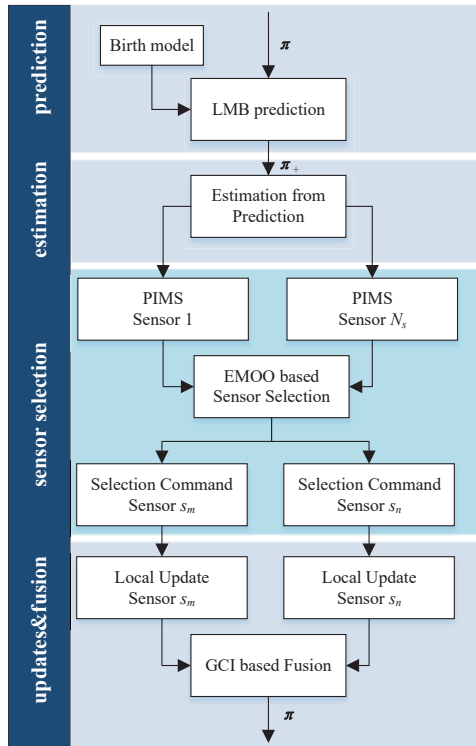 prediction
π
Birth model
LMB prediction
estimation
π+
Estimation from
Prediction
sensor selection
PIMS
Sensor 1
PIMS
Sensor Ns
EMOO based
Sensor Selection
Selection Command
Sensor sm
Selection Command
Sensor sn
updates&fusion
Local Update
Sensor sm
Local Update
Sensor sn
GCI based Fusion
π